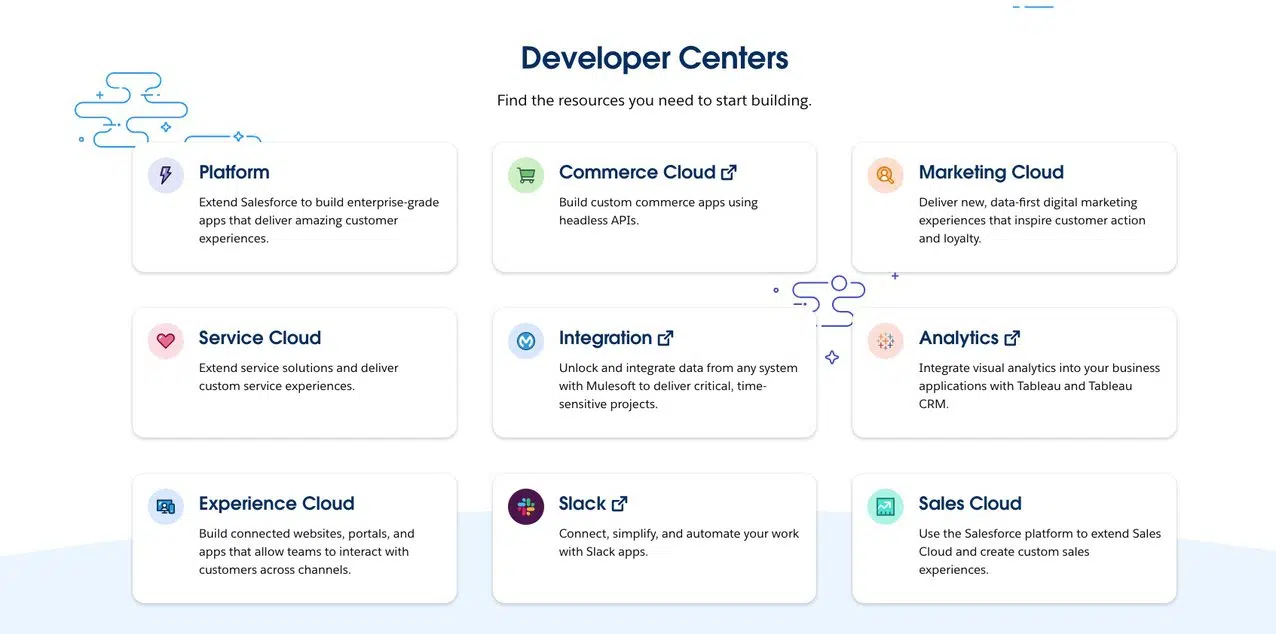 Developer Centers
Find the resources you need to start building.
Platform
Extend Salesforce to build enterprise-grade
apps that deliver amazing customer
experiences.
Commerce Cloud
Build custom commerce apps using
headless APIs.
Marketing Cloud
Deliver new, data-first digital marketing
experiences that inspire customer action
and loyalty.
Service Cloud
Extend service solutions and deliver
custom service experiences.
Integration
Unlock and integrate data from any system
with Mulesoft to deliver critical, time-
sensitive projects.
Analytics
Integrate visual analytics into your business
applications with Tableau and Tableau
CRM.
Experience Cloud
Build connected websites, portals, and
apps that allow teams to interact with
customers across channels.
Slack
Connect, simplify, and automate your work
with Slack apps.
Sales Cloud
Use the Salesforce platform to extend Sales
Cloud and create custom sales
experiences.